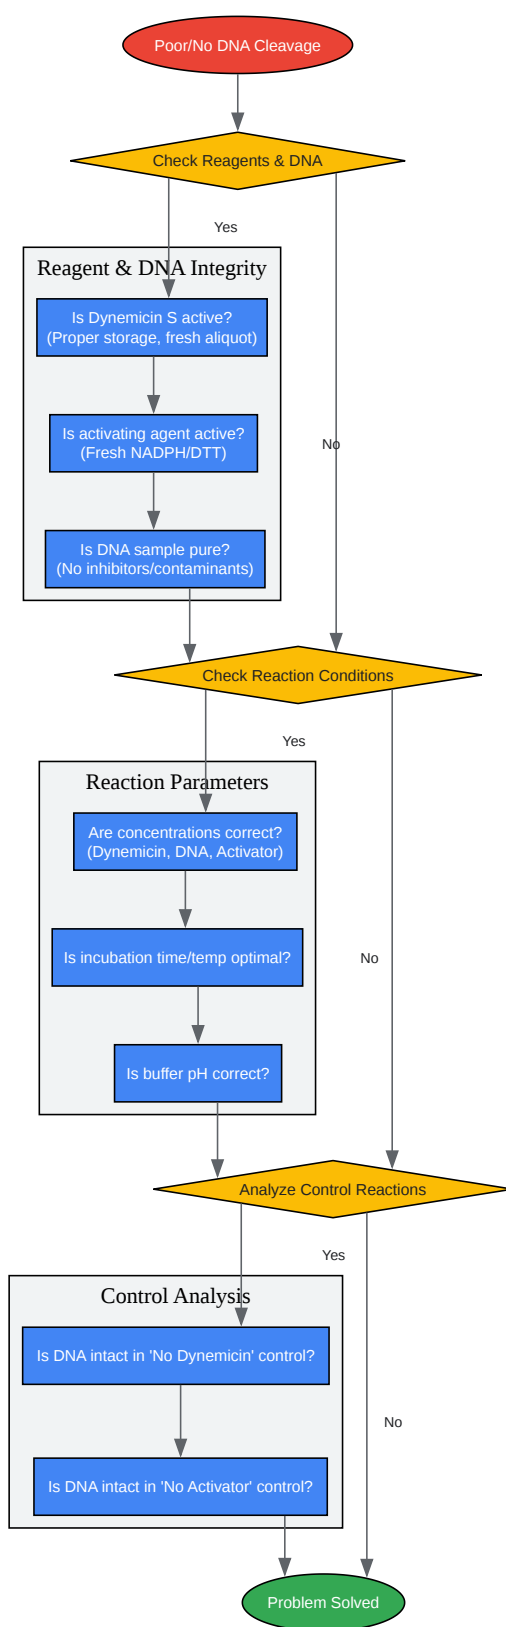 Poor/No DNA Cleavage
Check Reagents & DNA
Yes
Reagent & DNA Integrity
Is Dynemicin S active?
(Proper storage, fresh aliquot)
Is activating agent active?
(Fresh NADPH/DTT)
No
Is DNA sample pure?
(No inhibitors/contaminants)
Check Reaction Conditions
Yes
Reaction Parameters
Are concentrations correct?
(Dynemicin, DNA, Activator)
Is incubation time/temp optimal?
No
Is buffer pH correct?
Analyze Control Reactions
Yes
Control Analysis
Is DNA intact in 'No Dynemicin' control?
No
Is DNA intact in 'No Activator' control?
Problem Solved